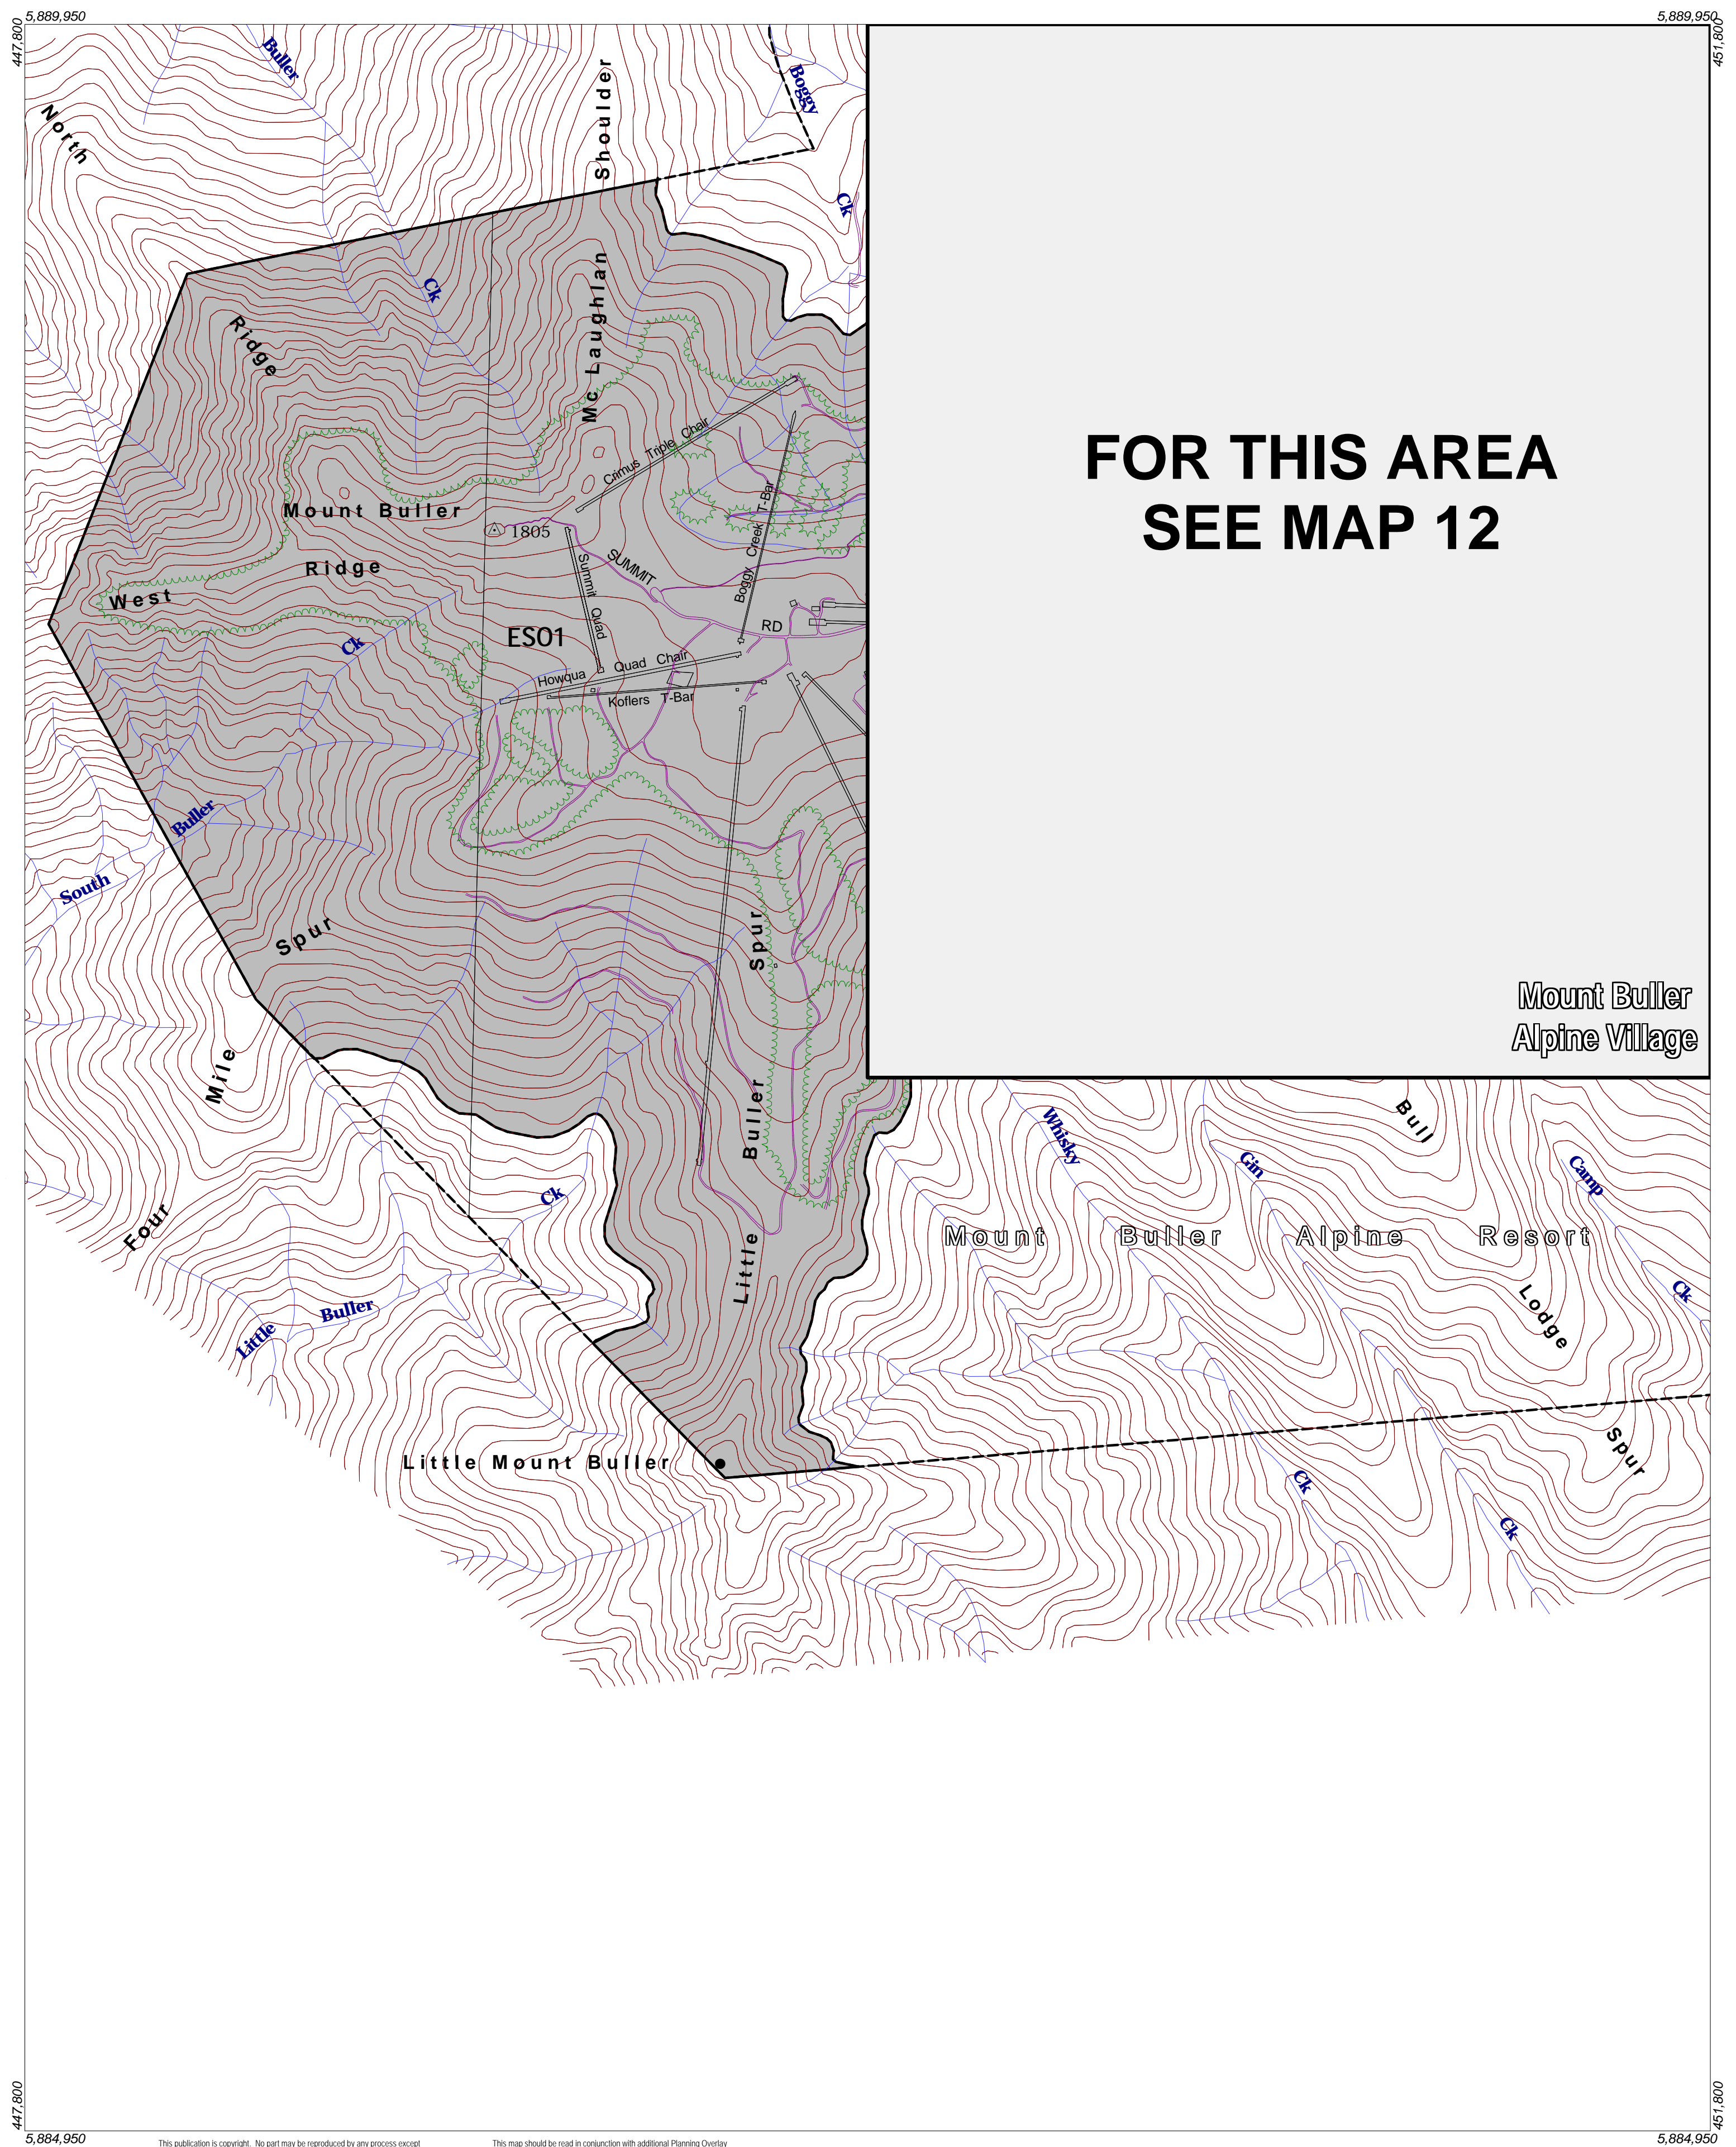 5,889,950
5,889,950
447,800
451,800
Buller
Boggy
Shoulder
North
Ck
Ck
Mc Laughlan
Ridge
FOR THIS AREA
SEE MAP 12
Crimus Triple Chair
Mount Buller
1805
Boggy Creek T-Bar
SUMMIT
Summit Quad
Ridge
West
RD
ESO1
Ck
Howqua Quad Chair
Koflers T-Bar
Buller
South
Spur
Spur
Mount Buller
Alpine Village
Mile
Buller
Bull
Whisky
Gin
Camp
Ck
Four
Mount Buller Alpine Resort
Little
Ck
Buller
Little
Lodge
Spur
Little Mount Buller
Ck
Ck
447,800
451,800
5,884,950
5,884,950
This publication is copyright. No part may be reproduced by any process except
This map should be read in conjunction with additional Planning Overlay